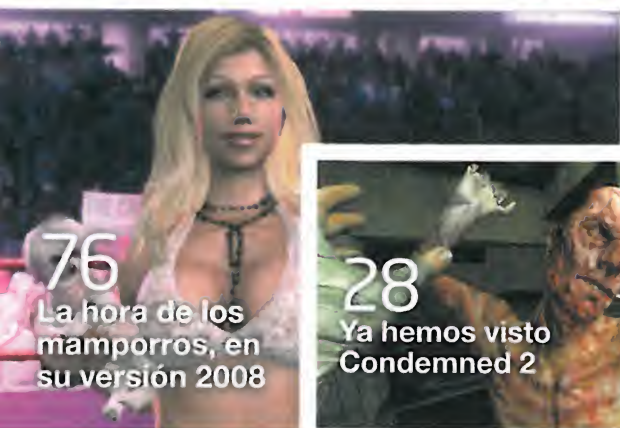 76
La hora de los
mamporros, en
su versión 2008
28
Ya hemos visto
Condemned 2